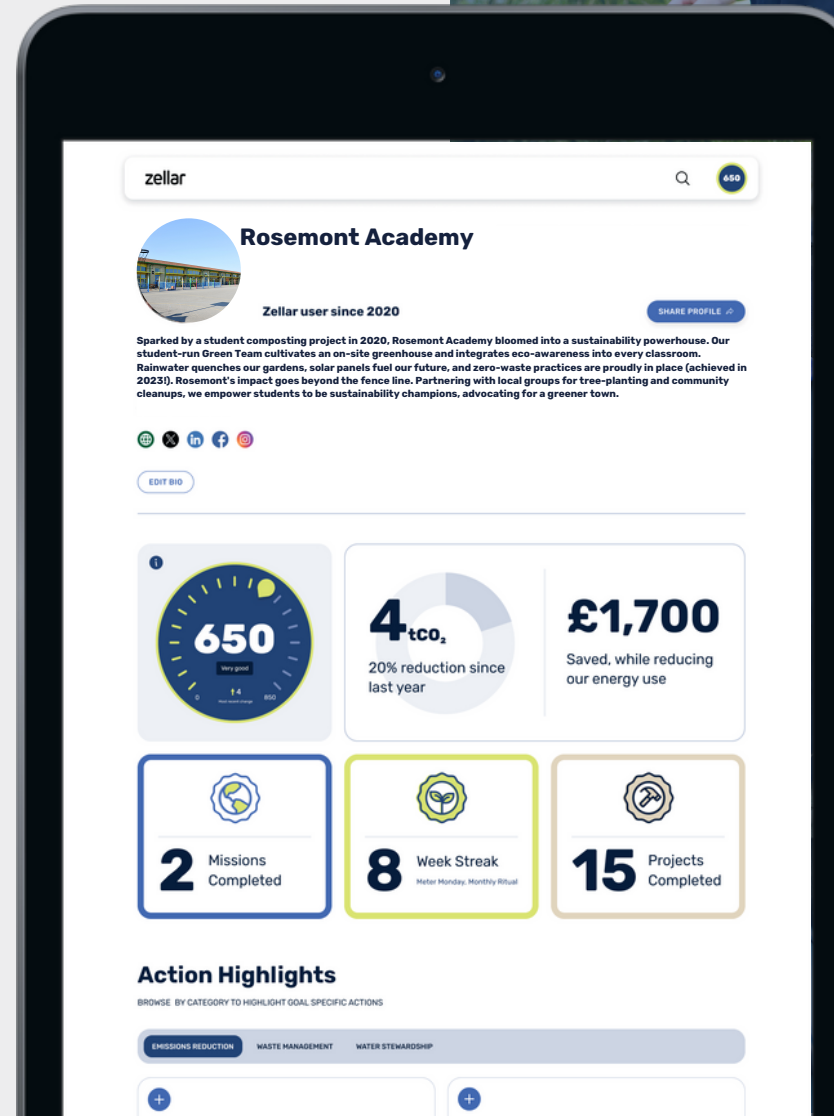 zellar
650
Rosemont Academy
Zellar user since 2020
SHARE PROFILE
Sparked by a student composting project in 2020, Rosemont Academy bloomed into a sustainability powerhouse. Our
student-run Green Team cultivates an on-site greenhouse and integrates eco-awareness into every classroom.
Rainwater quenches our gardens, solar panels fuel our future, and zero-waste practices are proudly in place (achieved in
2023!). Rosemont's impact goes beyond the fence line. Partnering with local groups for tree-planting and community
cleanups, we empower students to be sustainability champions, advocating for a greener town.
EDIT BIO
650
Very good
0
4
850
Most recent change
4 tCO₂
20% reduction since
last year
£1,700
Saved, while reducing
our energy use
2 Missions
Completed
8 Week Streak
Meter Monday, Monthly Ritual
15 Projects
Completed
Action Highlights
BROWSE BY CATEGORY TO HIGHLIGHT GOAL SPECIFIC ACTIONS
EMISSIONS REDUCTION WASTE MANAGEMENT WATER STEWARDSHIP